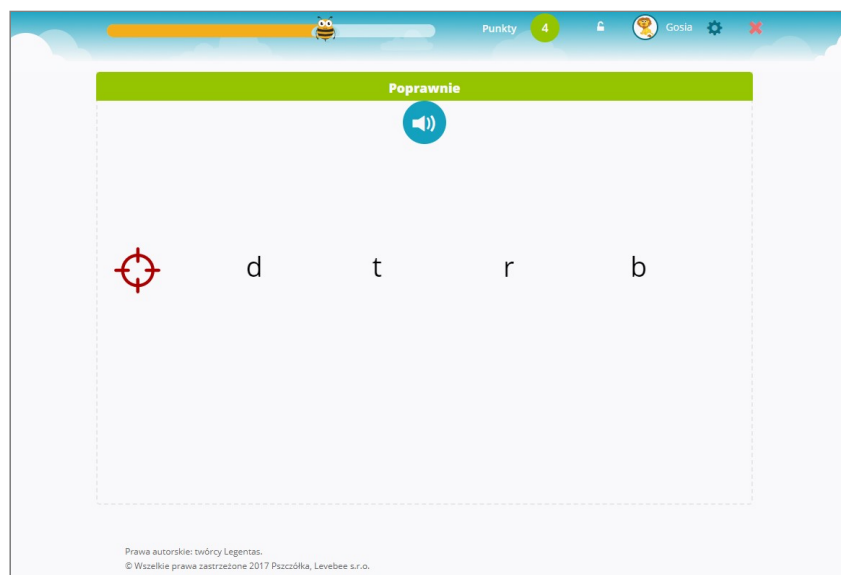 Punkty 4 Gosia
Poprawnie
d t r b
Prawa autorskie: twórcy Legentas.
© Wszelkie prawa zastrzeżone 2017 Pszczółka, Levebee s.r.o.